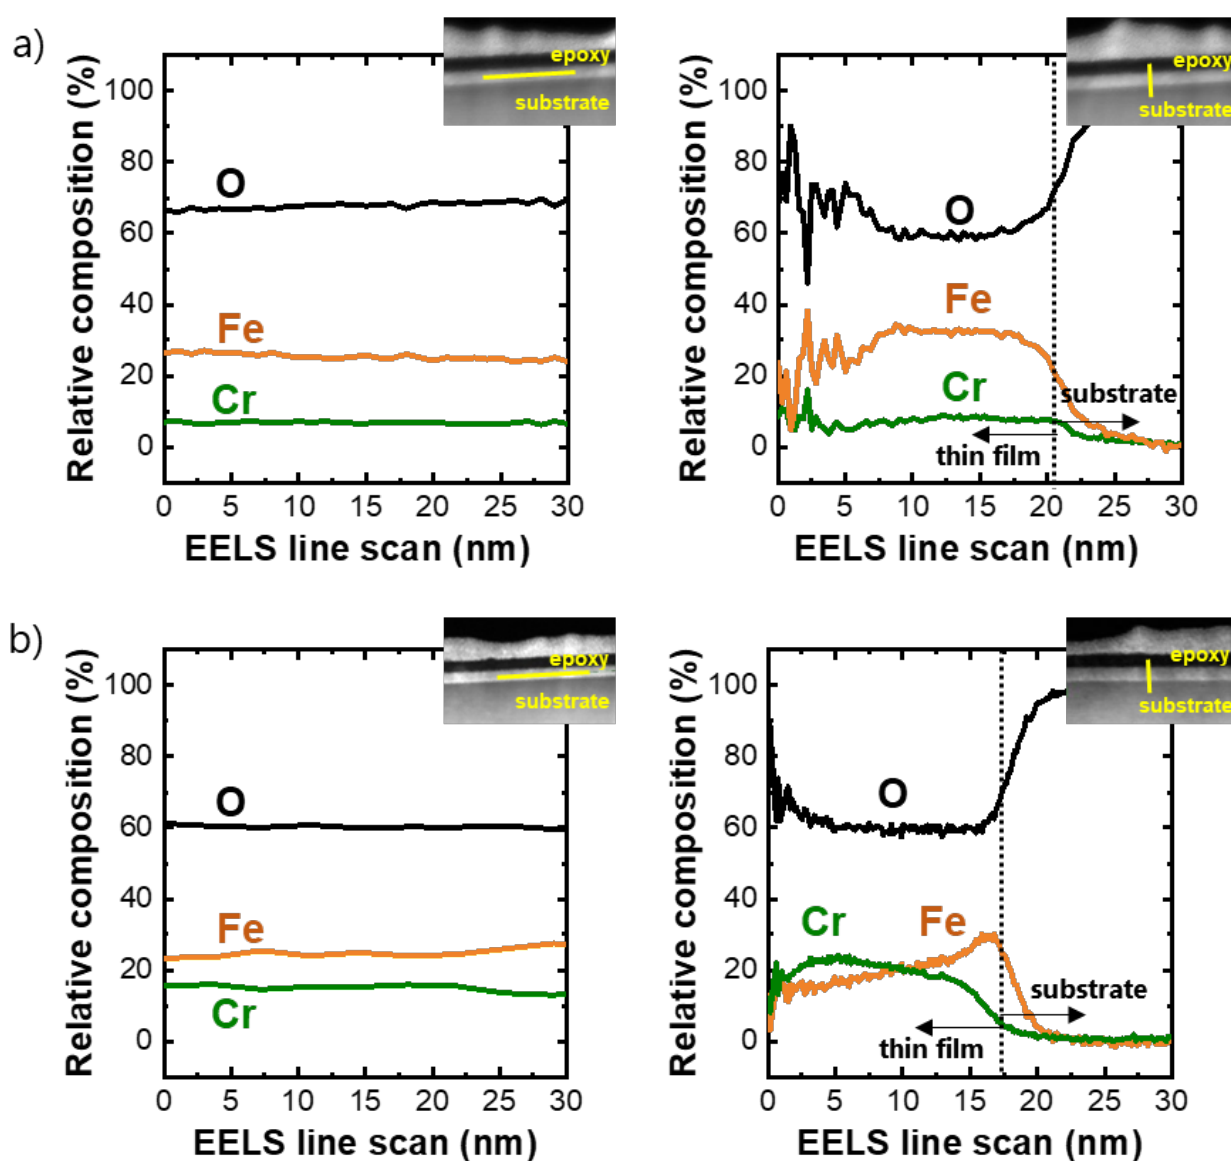 a)
epoxy
substrate
Relative composition (%)
100
80
60
40
20
0
O
Fe
Cr
0 5 10 15 20 25 30
EELS line scan (nm)
epoxy
substrate
Relative composition (%)
100
80
60
40
20
0
O
Fe
Cr
substrate
thin film
0 5 10 15 20 25 30
EELS line scan (nm)
b)
epoxy
substrate
Relative composition (%)
100
80
60
40
20
0
O
Fe
Cr
0 5 10 15 20 25 30
EELS line scan (nm)
epoxy
substrate
Relative composition (%)
100
80
60
40
20
0
O
Cr Fe
substrate
thin film
0 5 10 15 20 25 30
EELS line scan (nm)